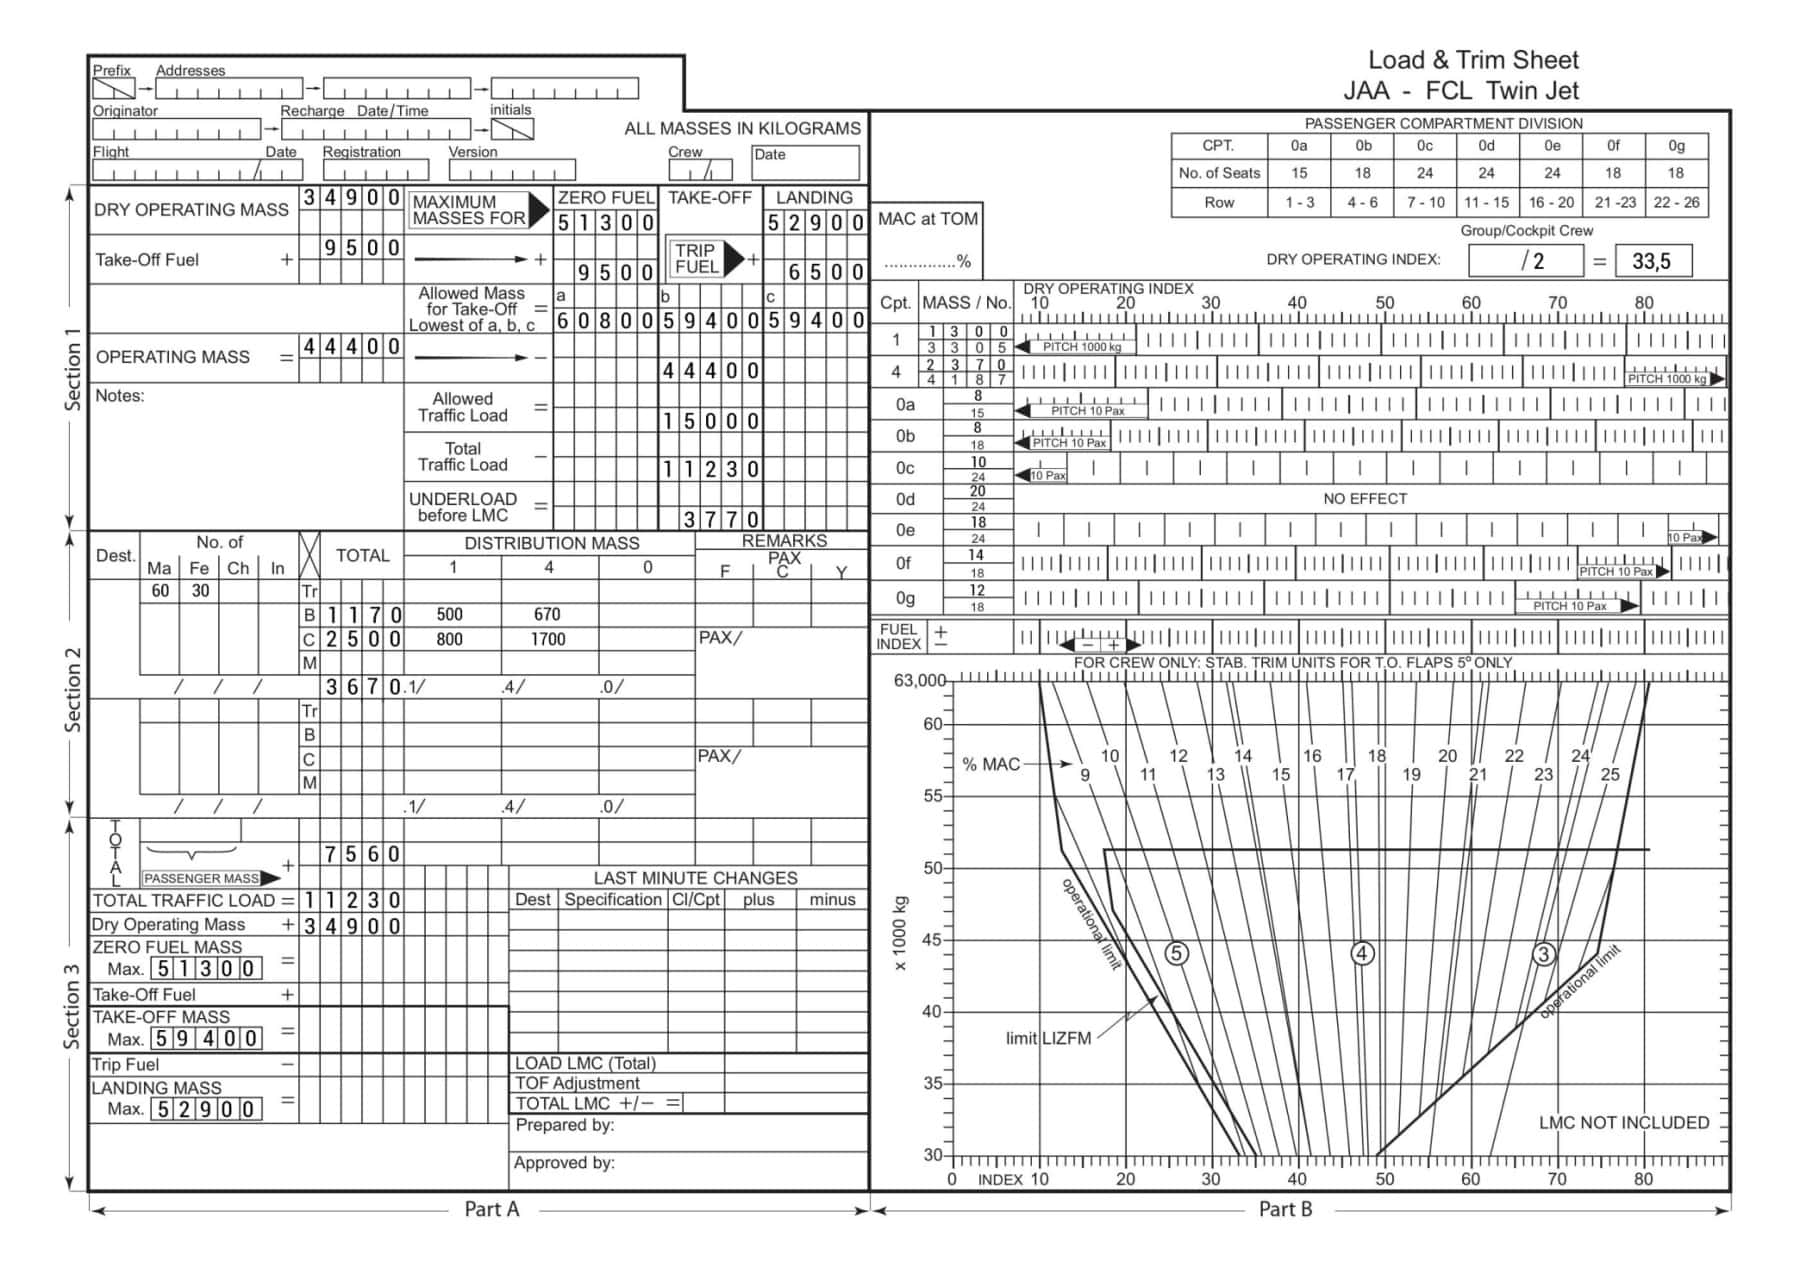 Load & Trim Sheet
JAA - FCL Twin Jet
Prefix Addresses
Originator Recharge Date/Time initials
ALL MASSES IN KILOGRAMS
Flight Date Registration Version Crew Date
DRY OPERATING MASS 34900
MAXIMUM MASSES FOR
ZERO FUEL TAKE-OFF LANDING
51300 52900
Take-Off Fuel + 9500
+ 9500
TRIP FUEL + 6500
Allowed Mass for Take-Off Lowest of a, b, c =
a 60800
b 59400
c 59400
OPERATING MASS = 44400
− 44400
Notes:
Allowed Traffic Load = 15000
Total Traffic Load − 11230
UNDERLOAD before LMC = 3770
Section 1
Dest. No. of TOTAL DISTRIBUTION MASS REMARKS
Ma Fe Ch In 1 4 0 PAX
F C Y
60 30 Tr
B 1170 500 670
C 2500 800 1700 PAX/
M
/ / / 3670 .1/ .4/ .0/
Tr
B
C PAX/
M
/ / / .1/ .4/ .0/
Section 2
TOTAL
PASSENGER MASS + 7560
TOTAL TRAFFIC LOAD = 11230
Dry Operating Mass + 34900
ZERO FUEL MASS
Max. 51300 =
Take-Off Fuel +
TAKE-OFF MASS
Max. 59400 =
Trip Fuel −
LANDING MASS
Max. 52900 =
Section 3
LAST MINUTE CHANGES
Dest Specification Cl/Cpt plus minus
LOAD LMC (Total)
TOF Adjustment
TOTAL LMC +/− =
Prepared by:
Approved by:
Part A
PASSENGER COMPARTMENT DIVISION
CPT. 0a 0b 0c 0d 0e 0f 0g
No. of Seats 15 18 24 24 24 18 18
Row 1 - 3 4 - 6 7 - 10 11 - 15 16 - 20 21 -23 22 - 26
MAC at TOM
...............%
Group/Cockpit Crew
DRY OPERATING INDEX: /2 = 33,5
Cpt. MASS / No. DRY OPERATING INDEX
10 20 30 40 50 60 70 80
1 1300
3305 PITCH 1000 kg
4 2370
4187 PITCH 1000 kg
0a 8
15 PITCH 10 Pax
0b 8
18 PITCH 10 Pax
0c 10
24 10 Pax
0d 20
24 NO EFFECT
0e 18
24 10 Pax
0f 14
18 PITCH 10 Pax
0g 12
18 PITCH 10 Pax
FUEL INDEX + − − +
FOR CREW ONLY: STAB. TRIM UNITS FOR T.O. FLAPS 5º ONLY
63,000
60
% MAC
10 12 14 16 18 20 22 24
9 11 13 15 17 19 21 23 25
55
50
operational limit
x 1000 kg
45
5 4 3
operational limit
40
limit LIZFM
35
LMC NOT INCLUDED
30
0 INDEX 10 20 30 40 50 60 70 80
Part B